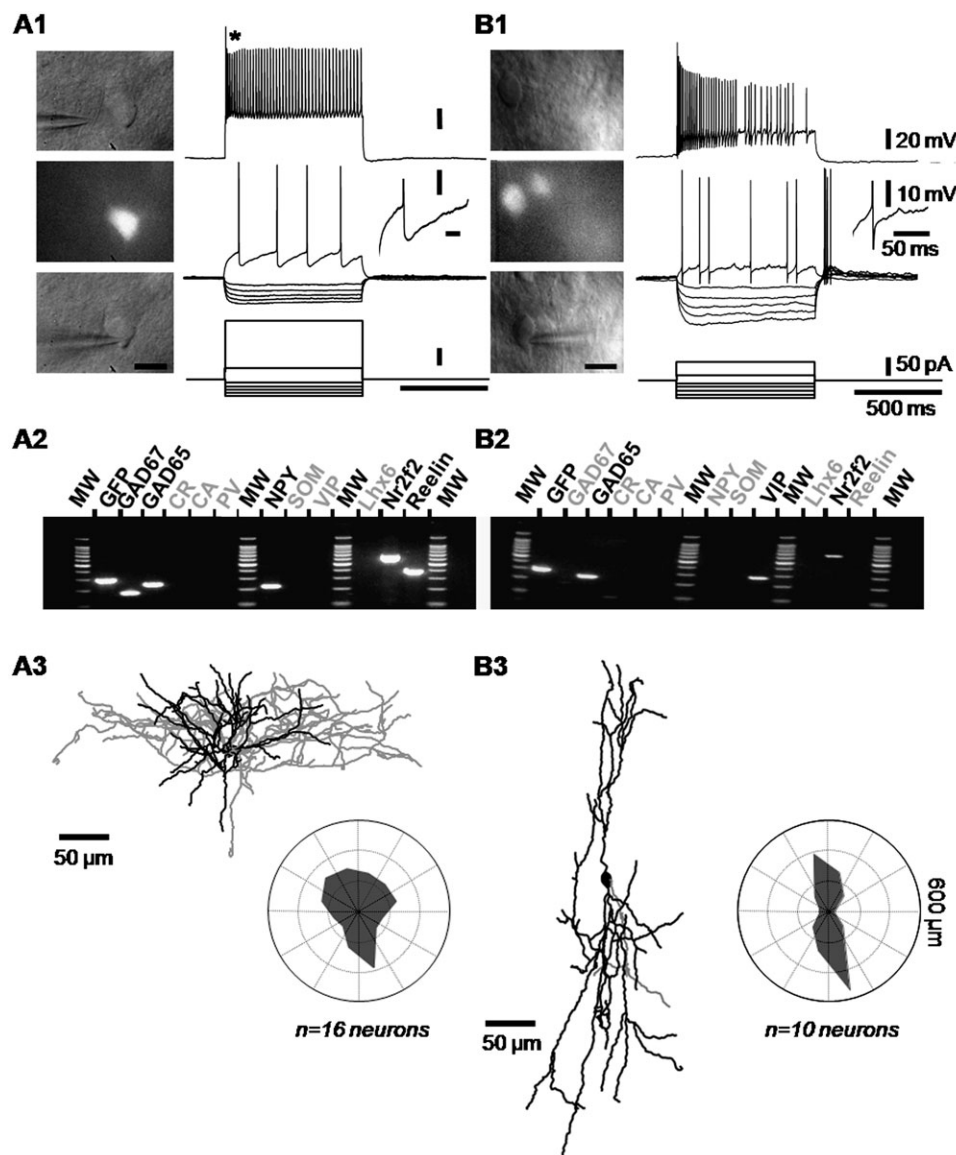 A1
*
B1
20 mV
10 mV
50 ms
50 pA
500 ms
A2
MW GFP GAD67 GAD65 CR CA PV MW NPY SOM VIP MW Lhx6 Nr2f2 Reelin MW
B2
MW GFP GAD67 GAD65 CR CA PV MW NPY SOM VIP MW Lhx6 Nr2f2 Reelin MW
A3
50 µm
n=16 neurons
B3
50 µm
600 µm
n=10 neurons